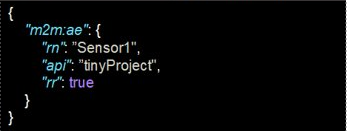 {
"m2m:ae": {
"rn": ”Sensor1",
"api": ”tinyProject",
"rr": true
}
}